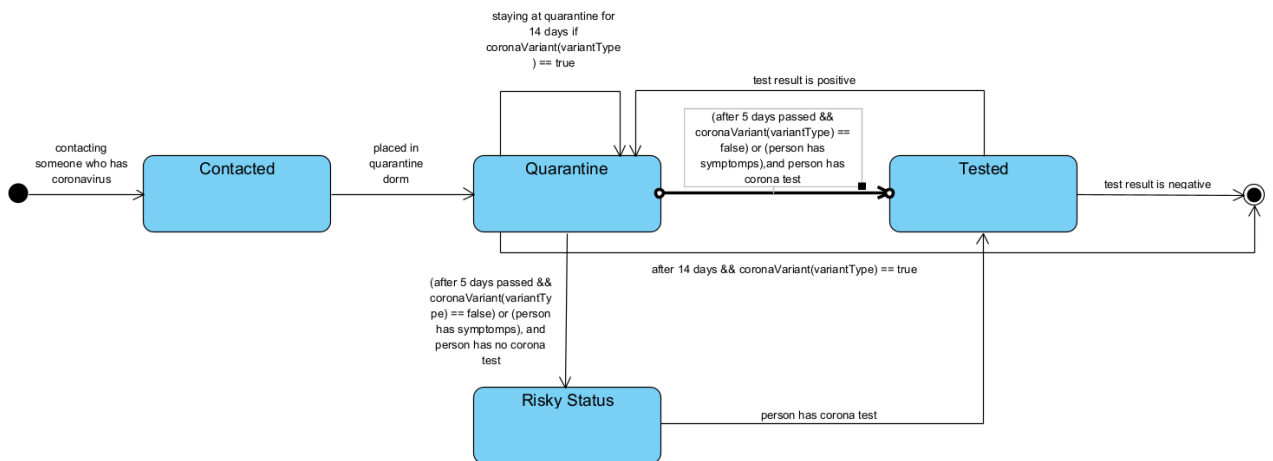 staying at quarantine for
14 days if
coronaVariant(variantType
) == true
test result is positive
(after 5 days passed &&
coronaVariant(variantType) ==
false) or (person has
symptomps),and person has
corona test
contacting
someone who has
coronavirus
Contacted
placed in
quarantine
dorm
Quarantine
Tested
test result is negative
after 14 days && coronaVariant(variantType) == true
(after 5 days passed &&
coronaVariant(variantTy
pe) == false) or (person
has symptomps), and
person has no corona
test
Risky Status
person has corona test